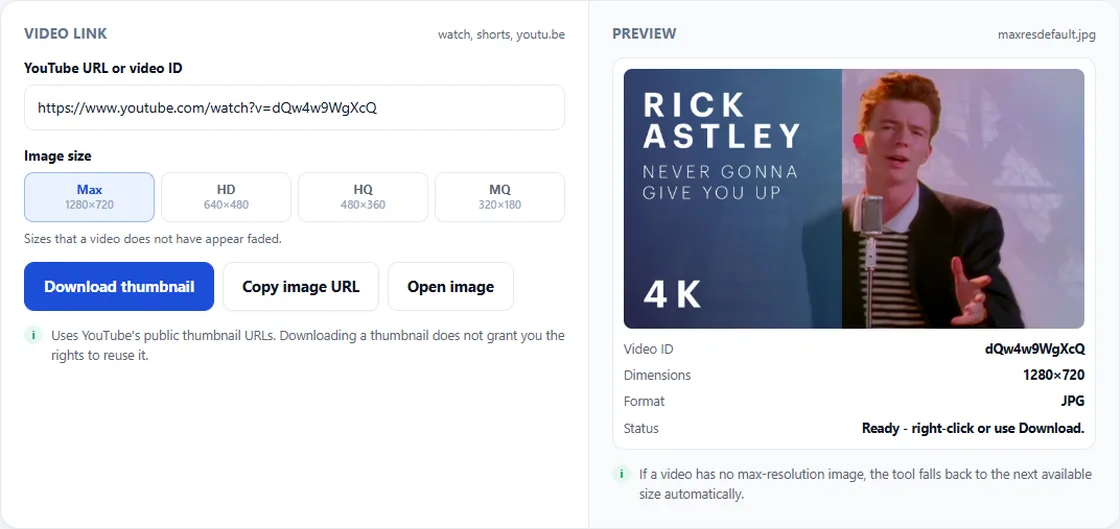 VIDEO LINK
watch, shorts, youtu.be
YouTube URL or video ID
https://www.youtube.com/watch?v=dQw4w9WgXcQ
Image size
Max
1280×720
HD
640×480
HQ
480×360
MQ
320×180
Sizes that a video does not have appear faded.
Download thumbnail
Copy image URL
Open image
i Uses YouTube's public thumbnail URLs. Downloading a thumbnail does not grant you the
rights to reuse it.
PREVIEW
maxresdefault.jpg
RICK
ASTLEY
NEVER GONNA
GIVE YOU UP
4K
Video ID dQw4w9WgXcQ
Dimensions 1280×720
Format JPG
Status Ready - right-click or use Download.
i If a video has no max-resolution image, the tool falls back to the next available
size automatically.